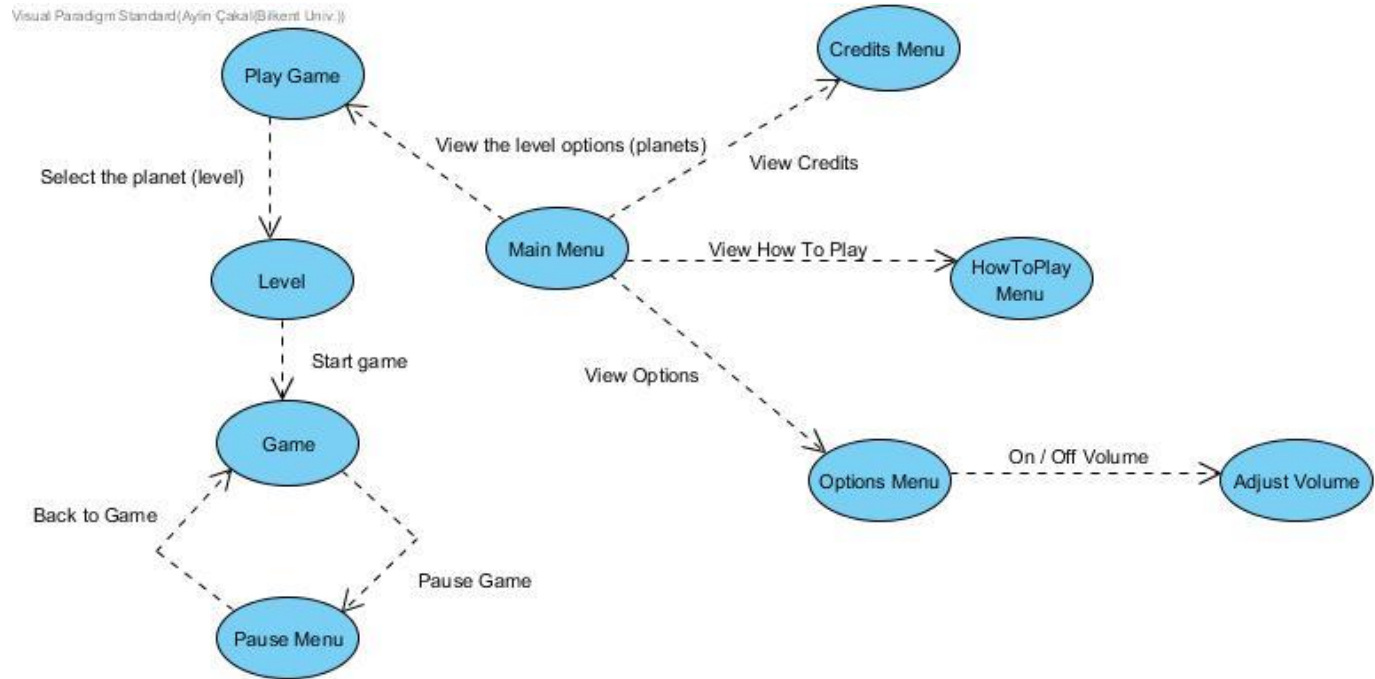 Visual Paradigm Standard(Aylin Çakal(Bilkent Univ.))
Credits Menu
Play Game
View the level options (planets)
View Credits
Select the planet (level)
Main Menu
View How To Play
HowToPlay
Menu
Level
Start game
View Options
Game
On / Off Volume
Options Menu
Adjust Volume
Back to Game
Pause Game
Pause Menu